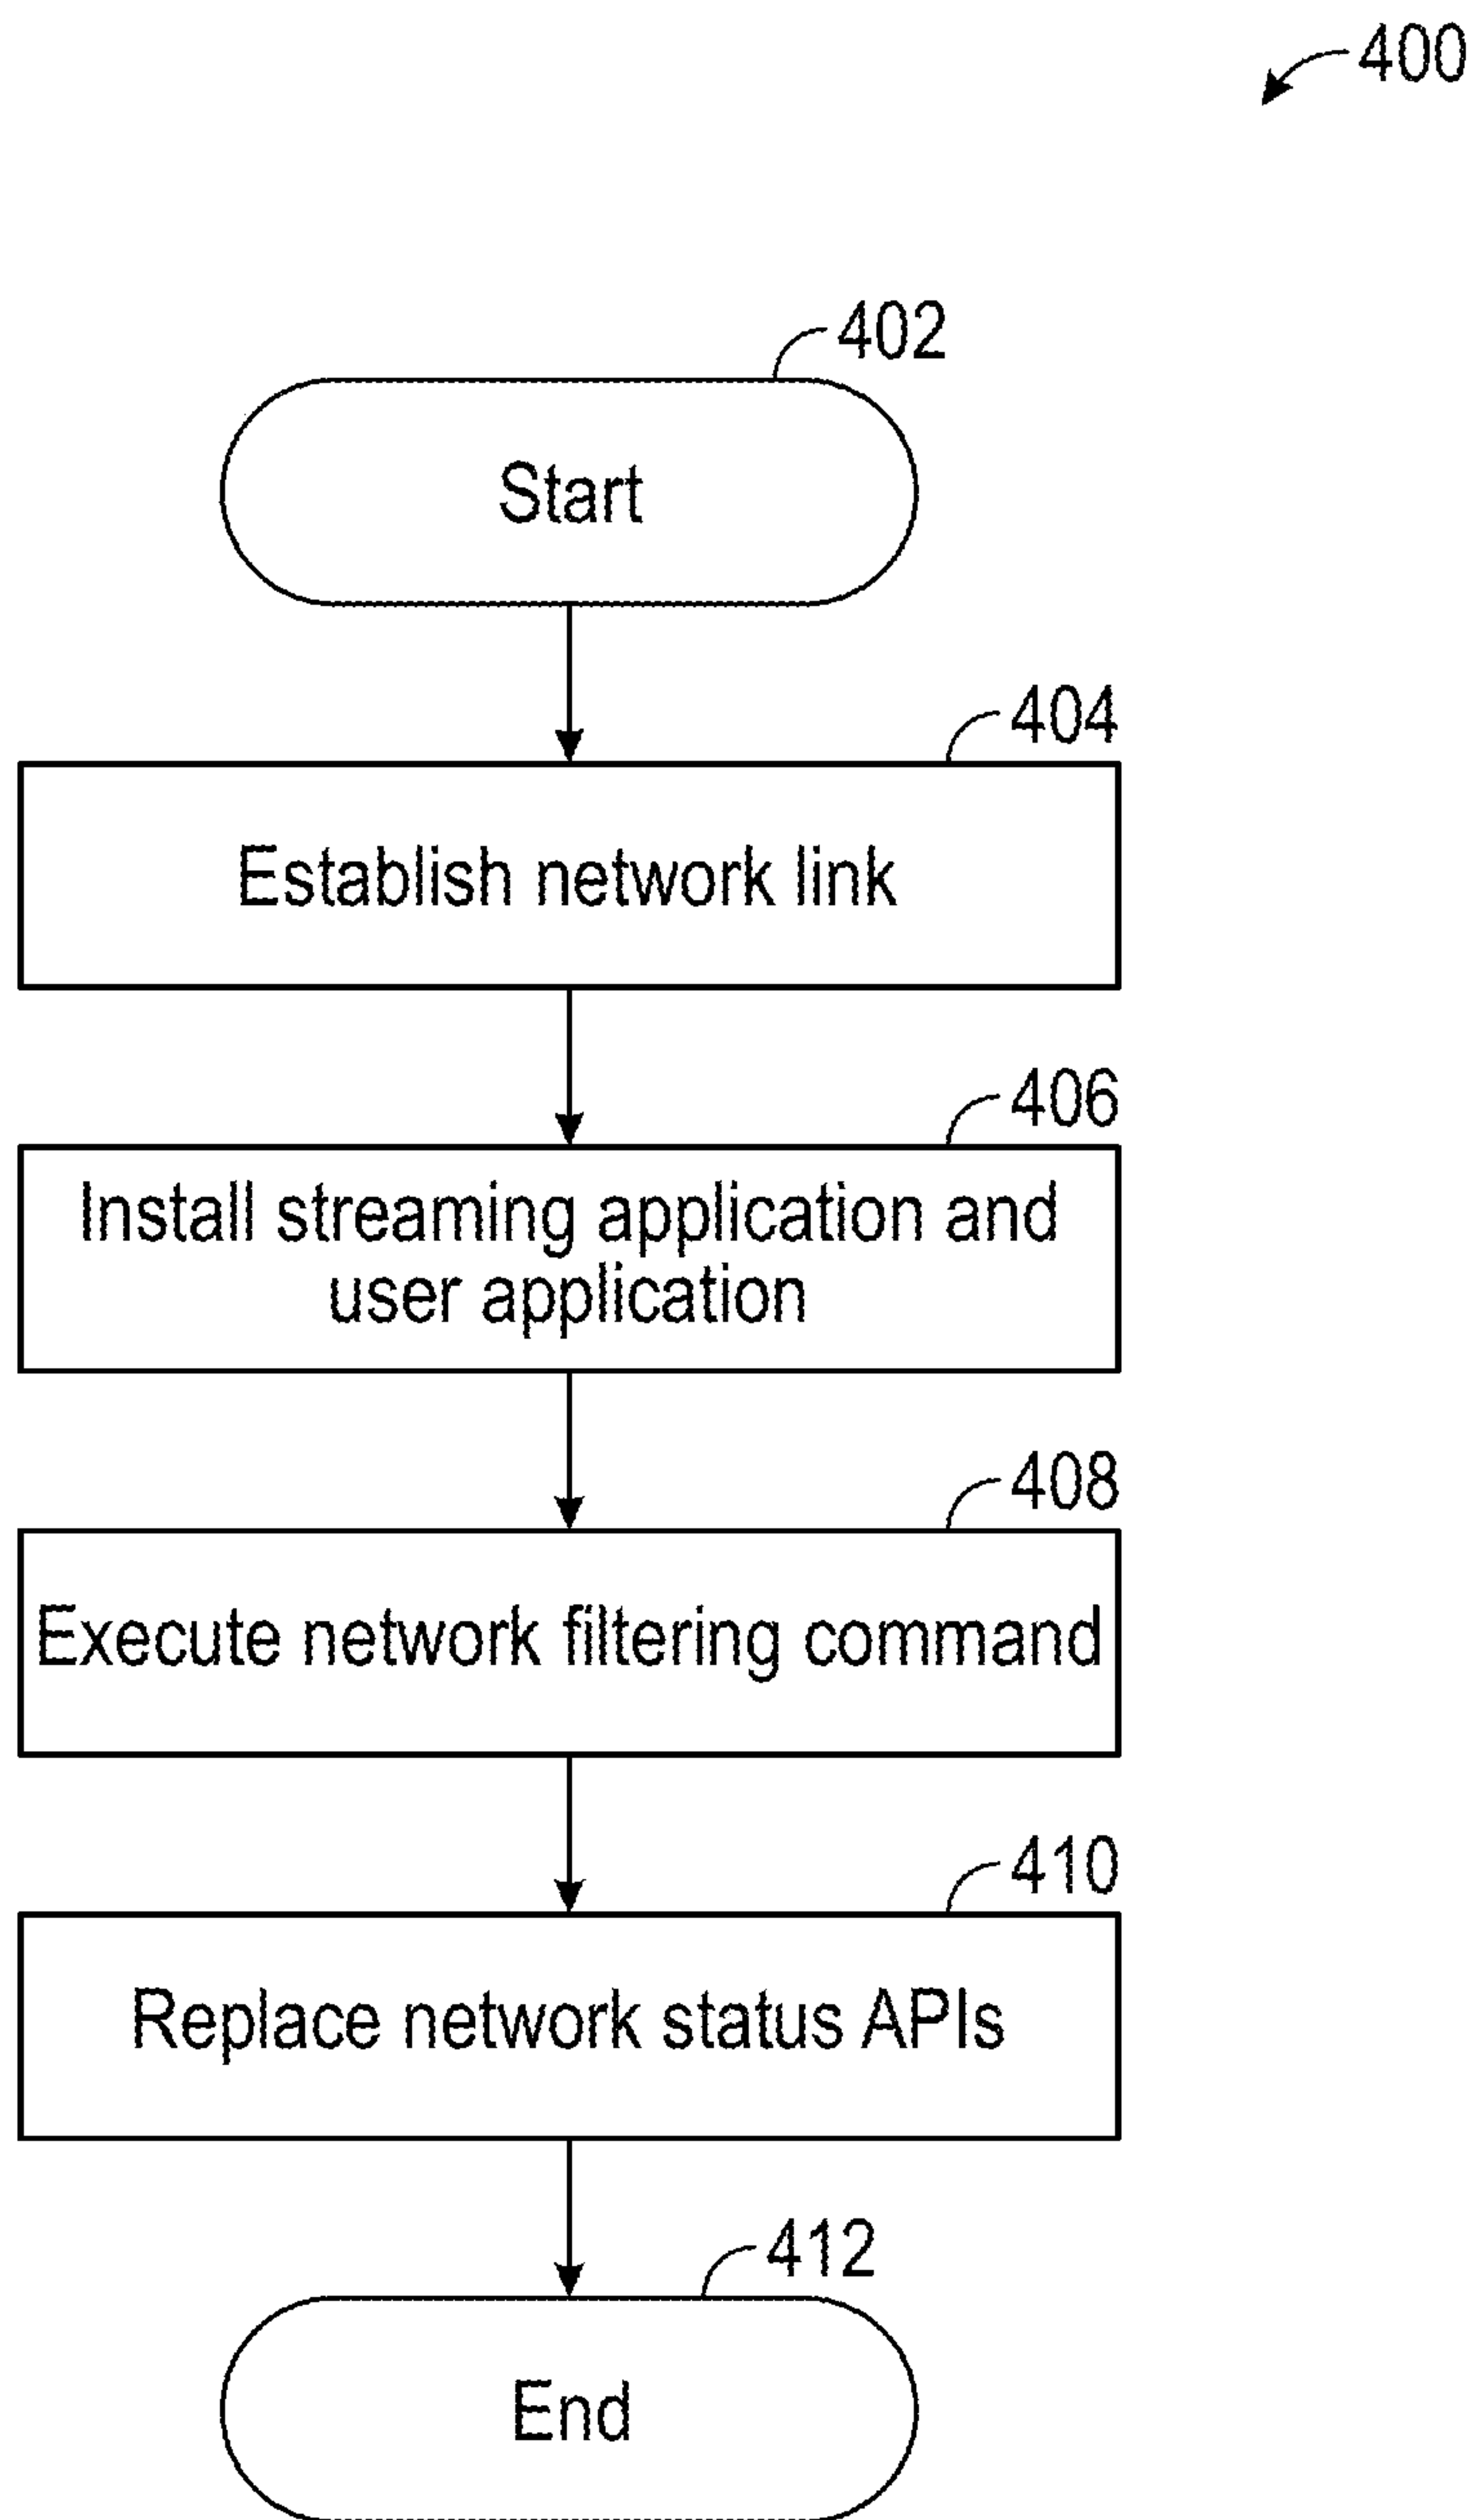 400
402
Start
404
Establish network link
406
Install streaming application and
user application
408
Execute network filtering command
410
Replace network status APIs
412
End